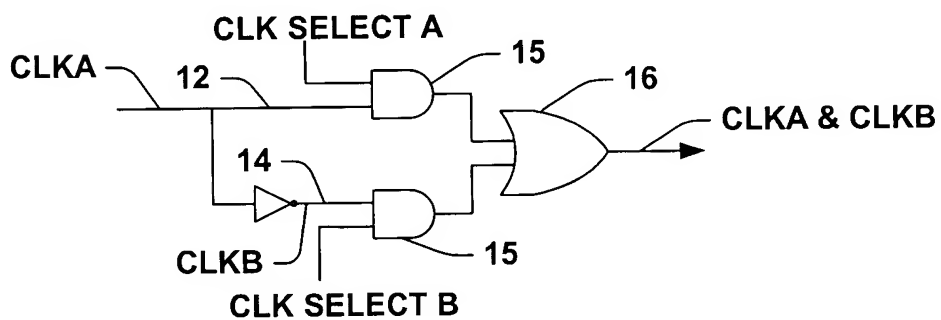 CLK SELECT A
15
CLKA
12
16
CLKA & CLKB
14
CLKB
15
CLK SELECT B